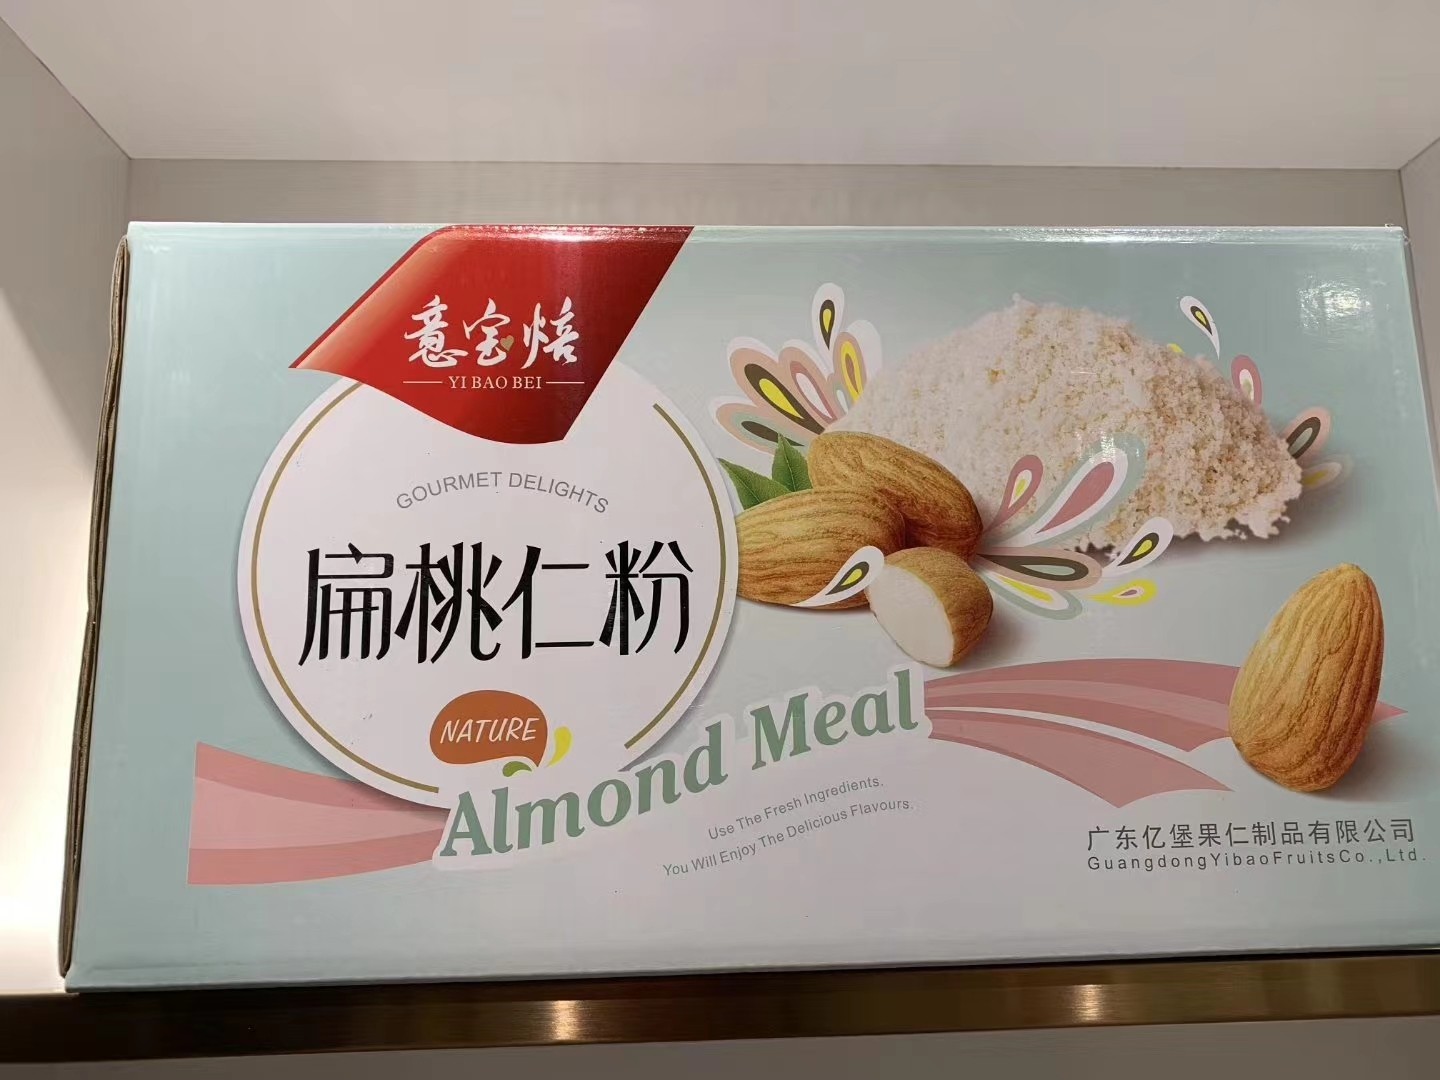 意宝焙
YI BAO BEI
GOURMET DELIGHTS
扁桃仁粉
NATURE
Almond Meal
Use The Fresh Ingredients.
You Will Enjoy The Delicious Flavours.
广东亿堡果仁制品有限公司
GuangdongYibaoFruitsCo.,Ltd.